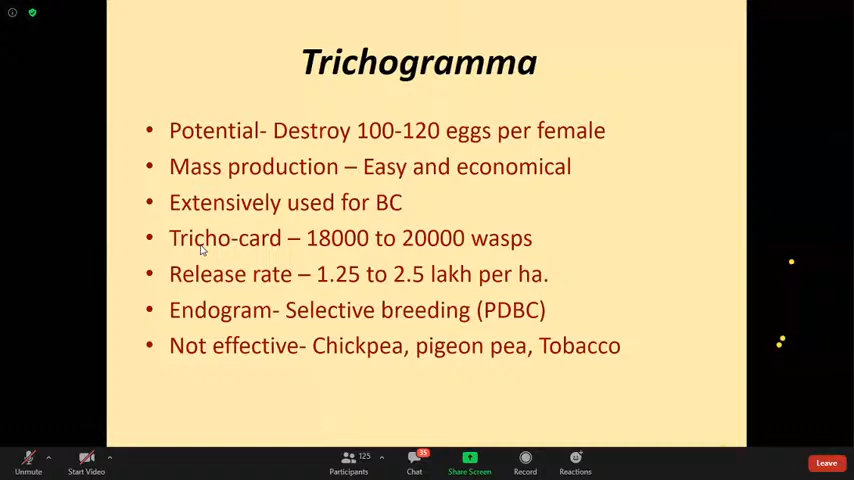 Trichogramma
• Potential- Destroy 100-120 eggs per female
• Mass production – Easy and economical
• Extensively used for BC
• Tricho-card – 18000 to 20000 wasps
• Release rate – 1.25 to 2.5 lakh per ha.
• Endogram- Selective breeding (PDBC)
• Not effective- Chickpea, pigeon pea, Tobacco
Unmute
Start Video
125
Participants
35
Chat
Share Screen
Record
Reactions
Leave